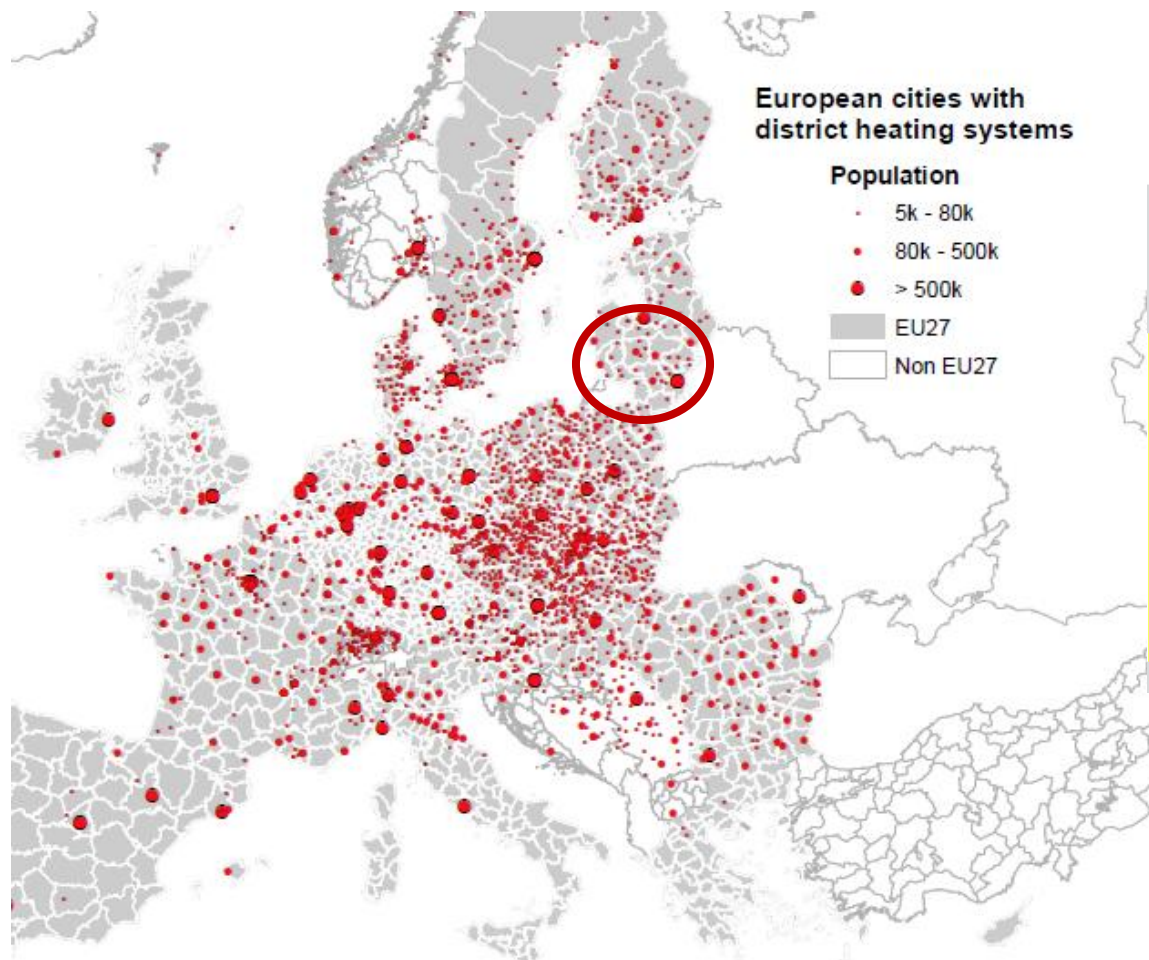 European cities with
district heating systems
Population
5k - 80k
80k - 500k
> 500k
EU27
Non EU27